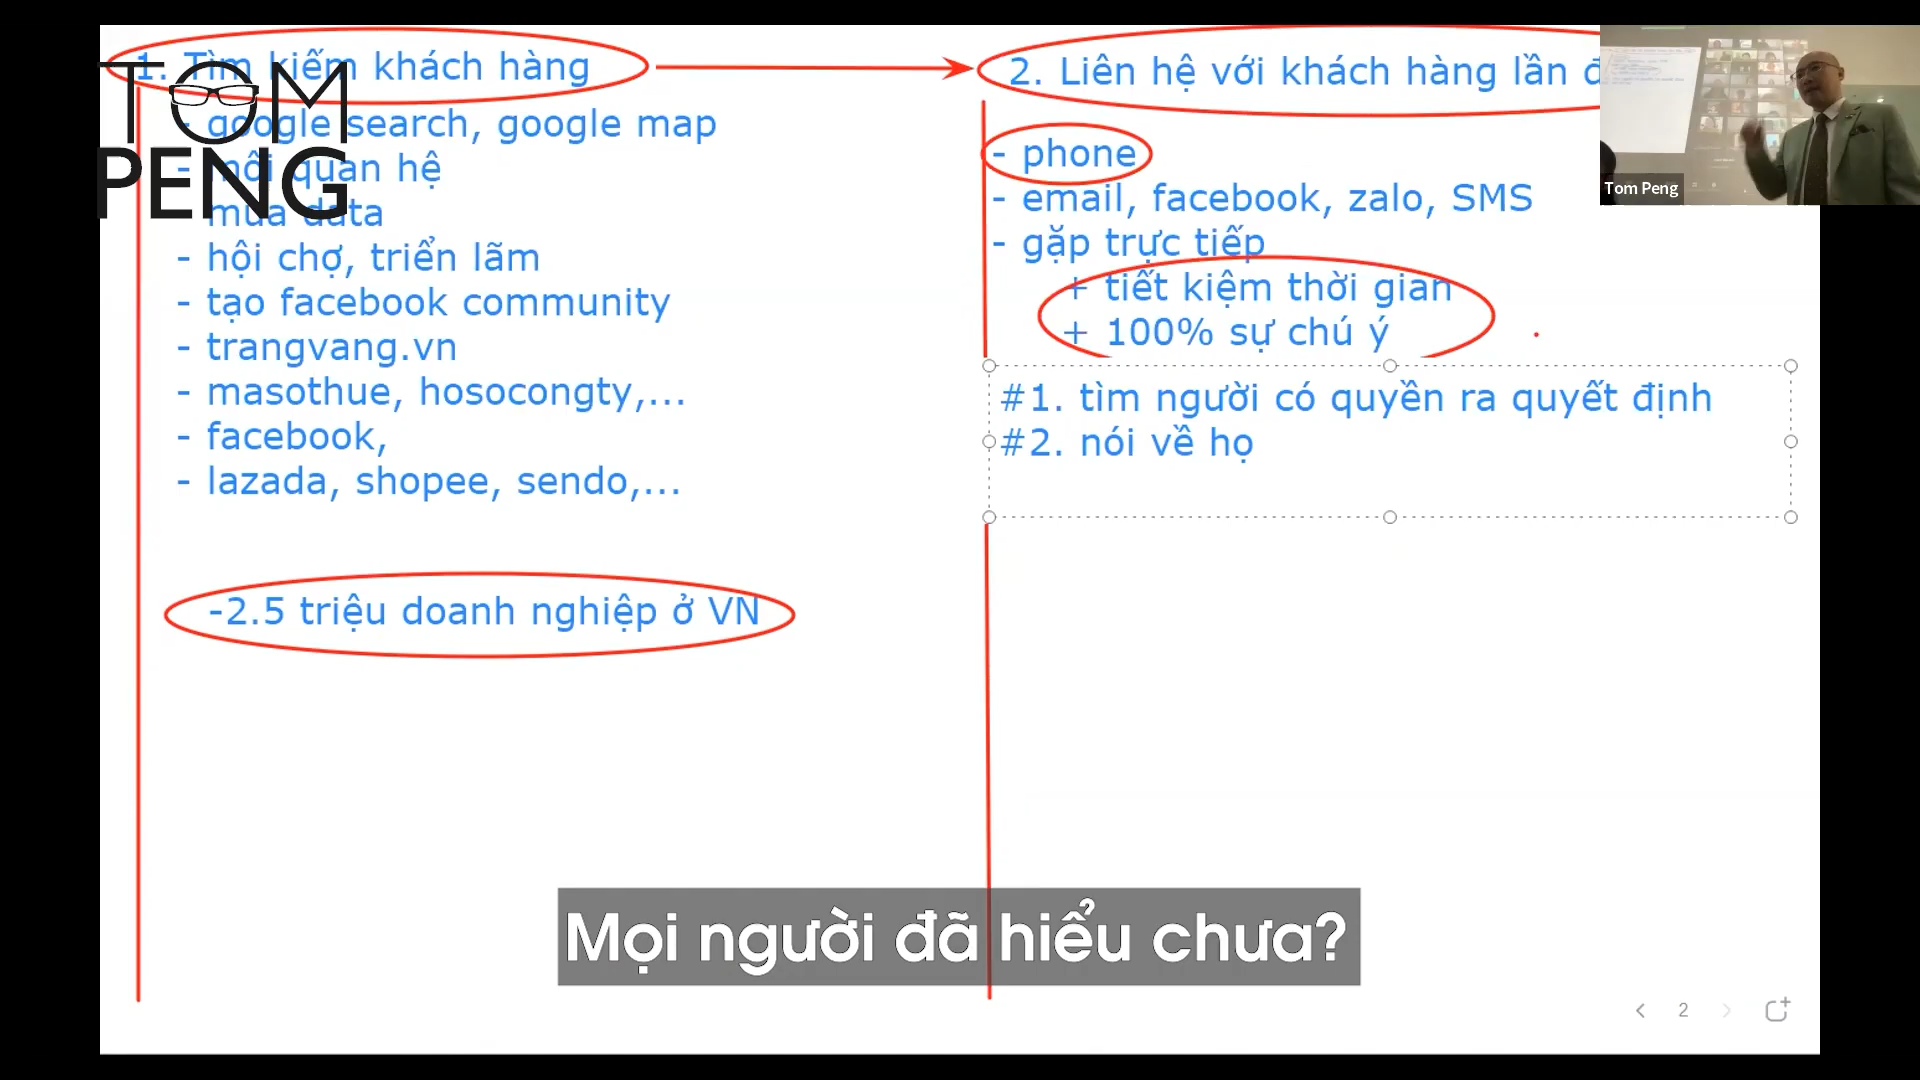 1. Tìm kiếm khách hàng
- google search, google map
- mối quan hệ
- mua data
- hội chợ, triển lãm
- tạo facebook community
- trangvang.vn
- masothue, hosocongty,...
- facebook,
- lazada, shopee, sendo,...
-2.5 triệu doanh nghiệp ở VN
TOM
PENG
2. Liên hệ với khách hàng lần
- phone
- email, facebook, zalo, SMS
- gặp trực tiếp
+ tiết kiệm thời gian
+ 100% sự chú ý
#1. tìm người có quyền ra quyết định
#2. nói về họ
Tom Peng
Mọi người đã hiểu chưa?
2